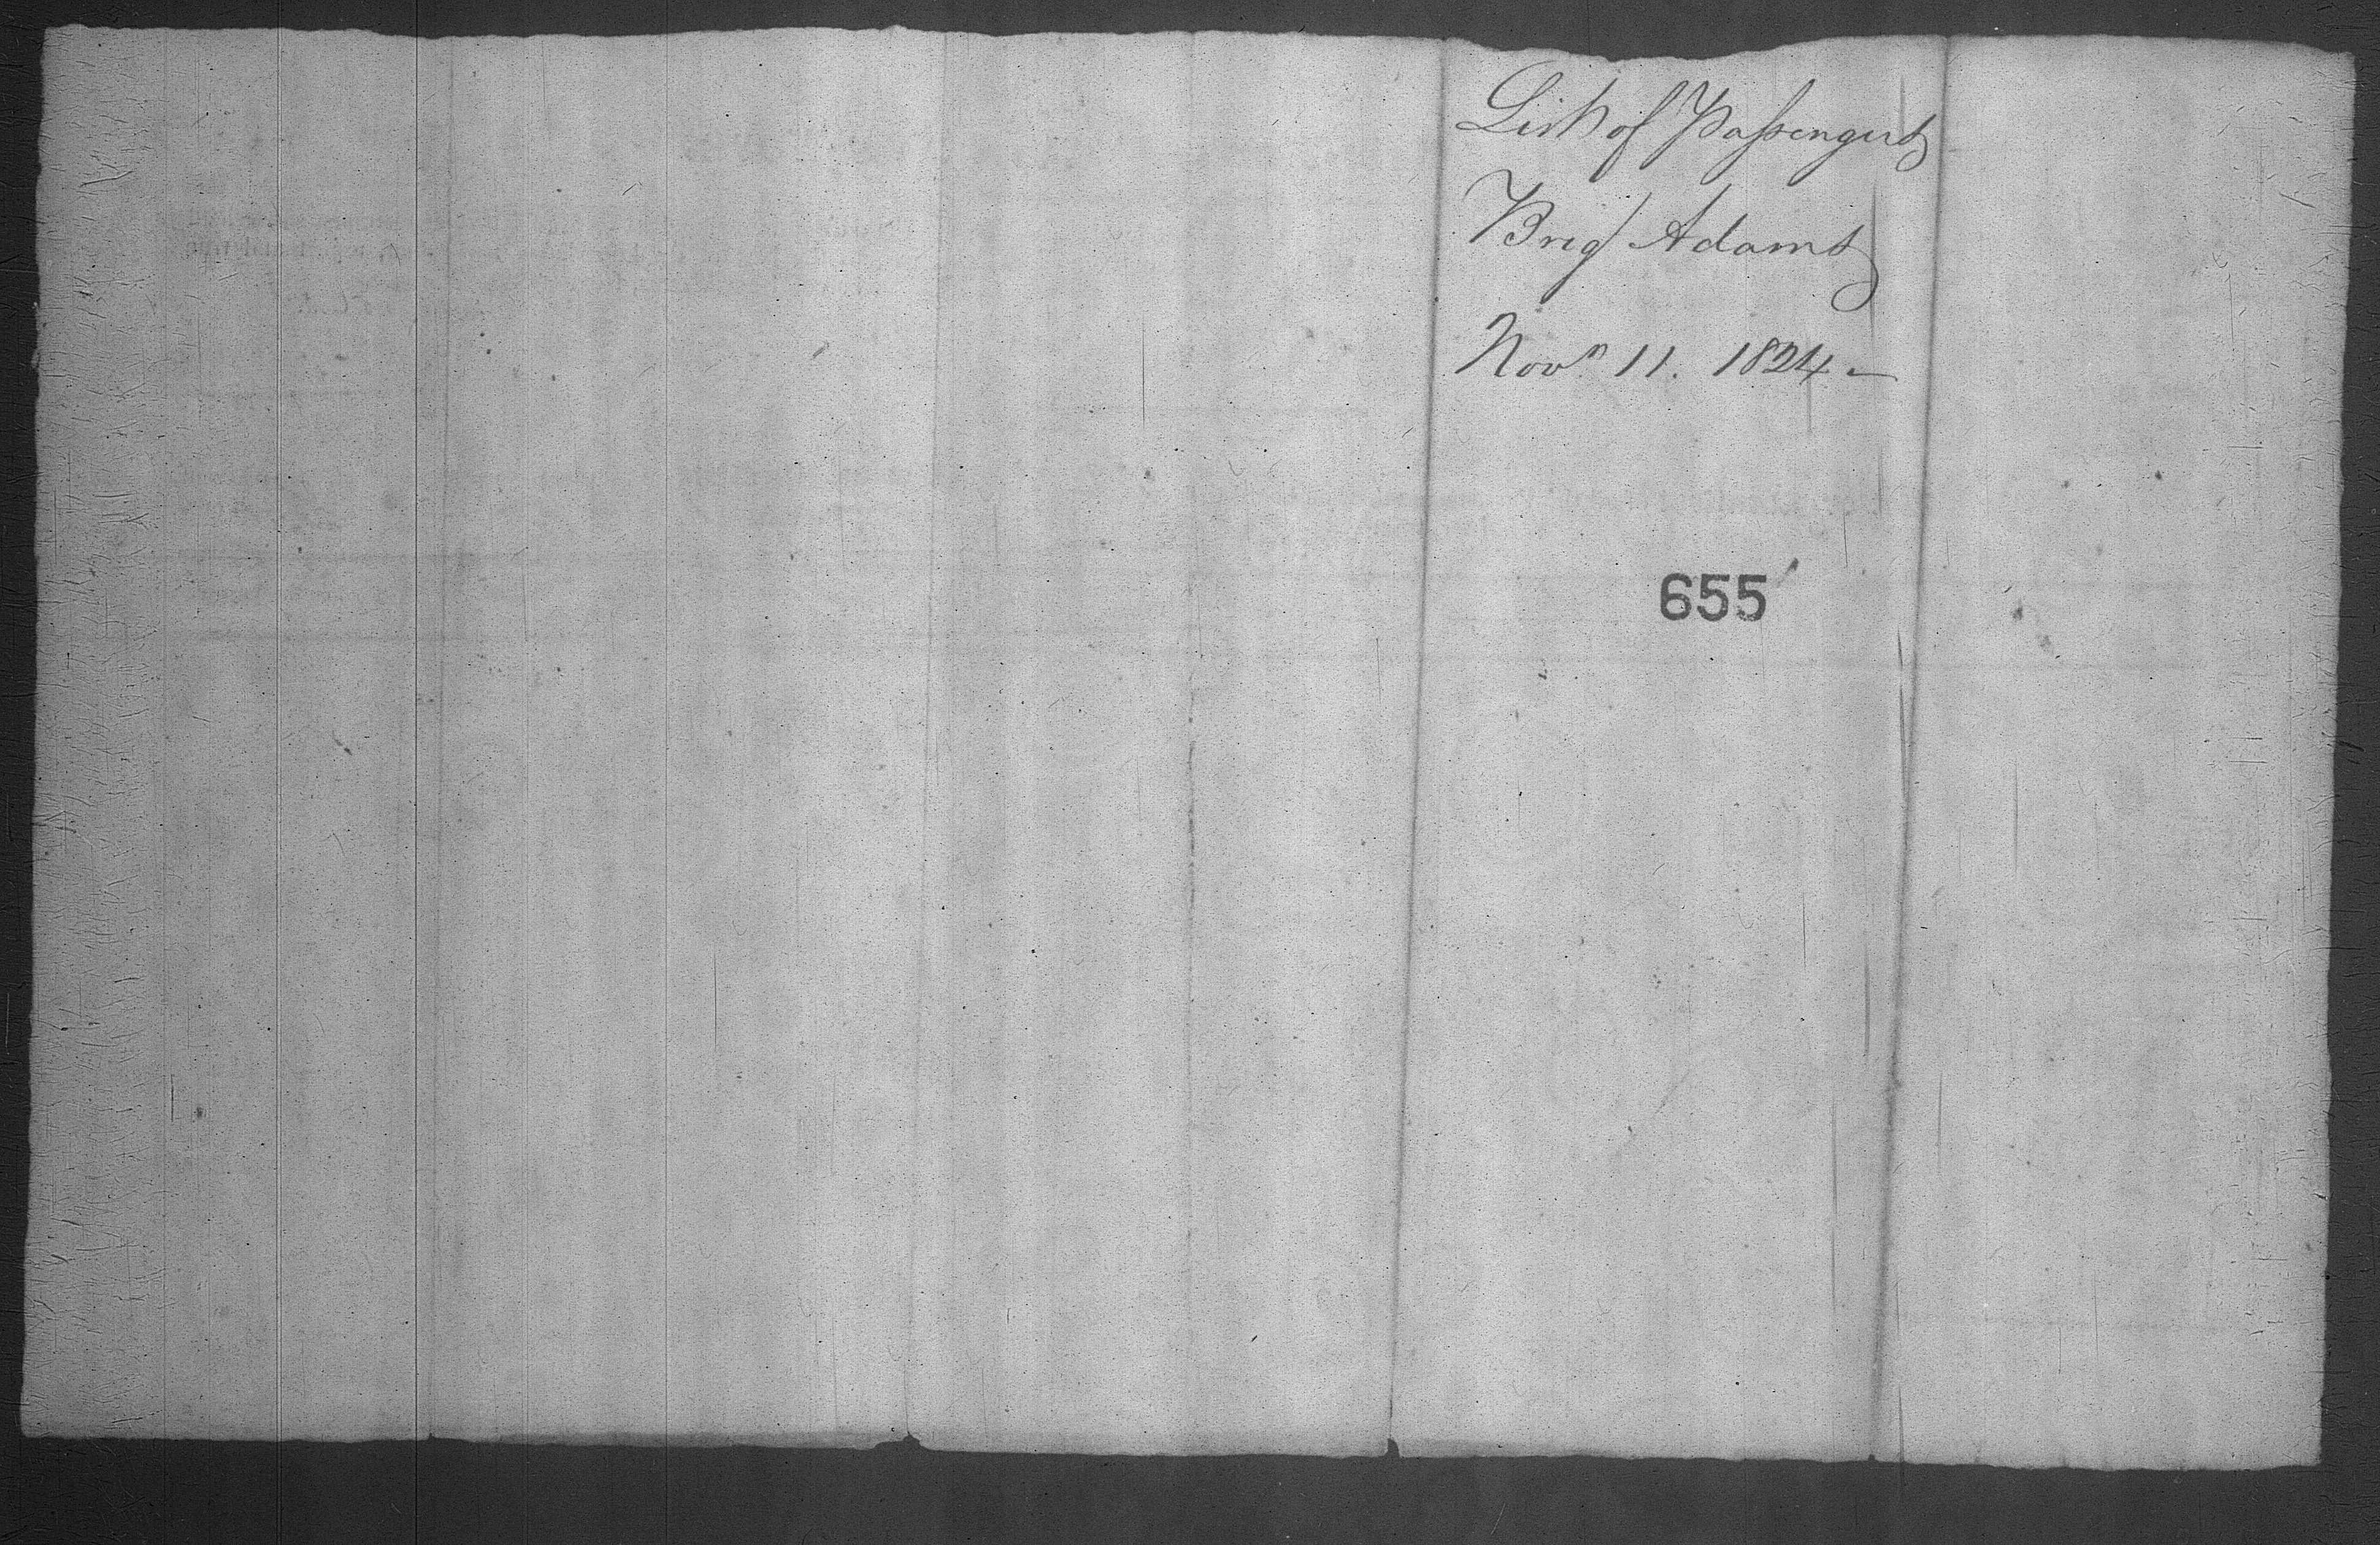 List of Passengers
Brig Adams
Novr 11. 1824 -
655